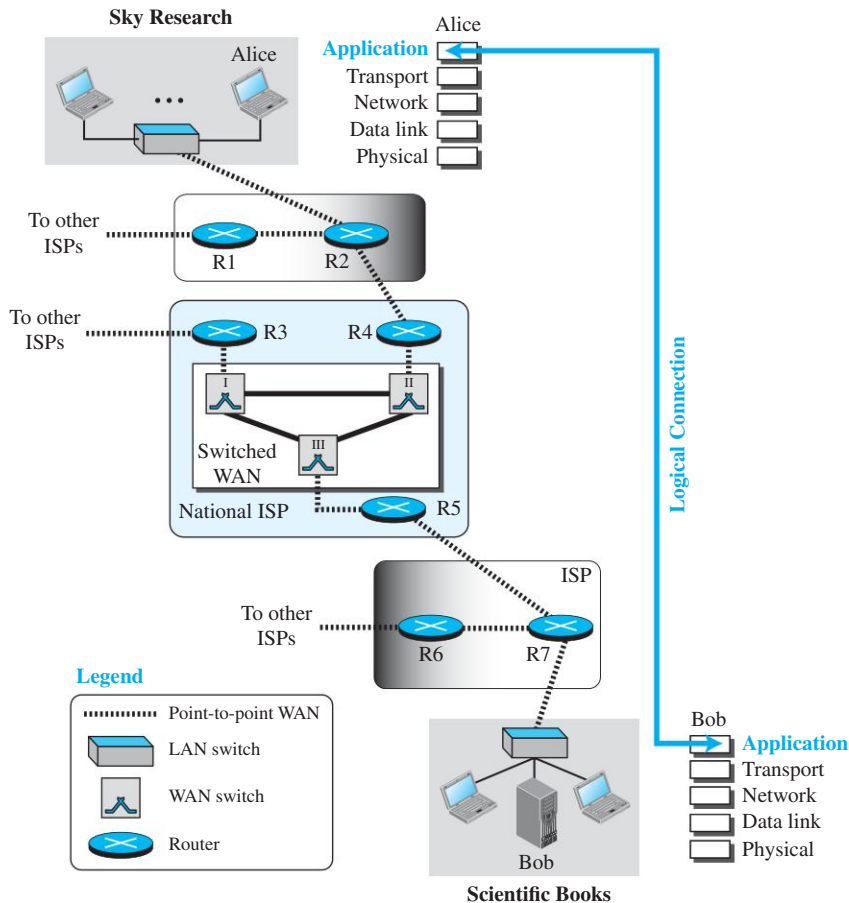 Sky Research
Alice
Alice
Application
Transport
Network
Data link
Physical
To other
ISPs
R1
R2
To other
ISPs
R3
R4
I
II
III
Switched
WAN
National ISP
R5
Logical Connection
ISP
To other
ISPs
R6
R7
Legend
Point-to-point WAN
LAN switch
WAN switch
Router
Bob
Scientific Books
Bob
Application
Transport
Network
Data link
Physical